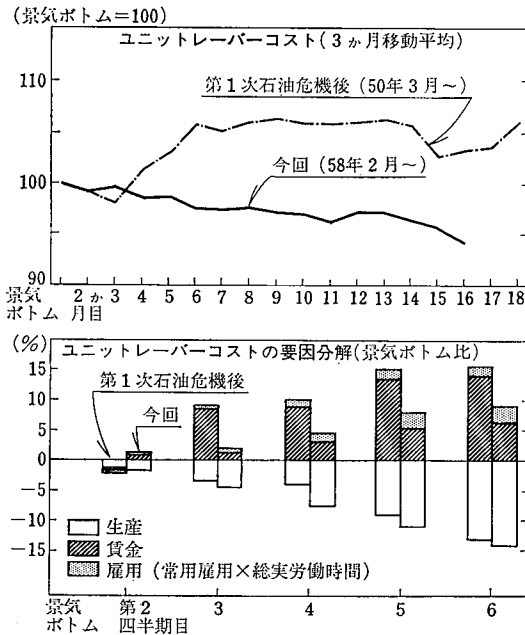 (景気ボトム=100)
ユニットレーバーコスト(3か月移動平均)
110
第1次石油危機後(50年3月〜)
105
100
今回(58年2月〜)
90
景気ボトム 2か月目 3 4 5 6 7 8 9 10 11 12 13 14 15 16 17 18
(%)
ユニットレーバーコストの要因分解(景気ボトム比)
15
第1次石油危機後
10
今回
5
0
-5
-10
生産
賃金
-15
雇用(常用雇用×総実労働時間)
景気ボトム 第2四半期目 3 4 5 6